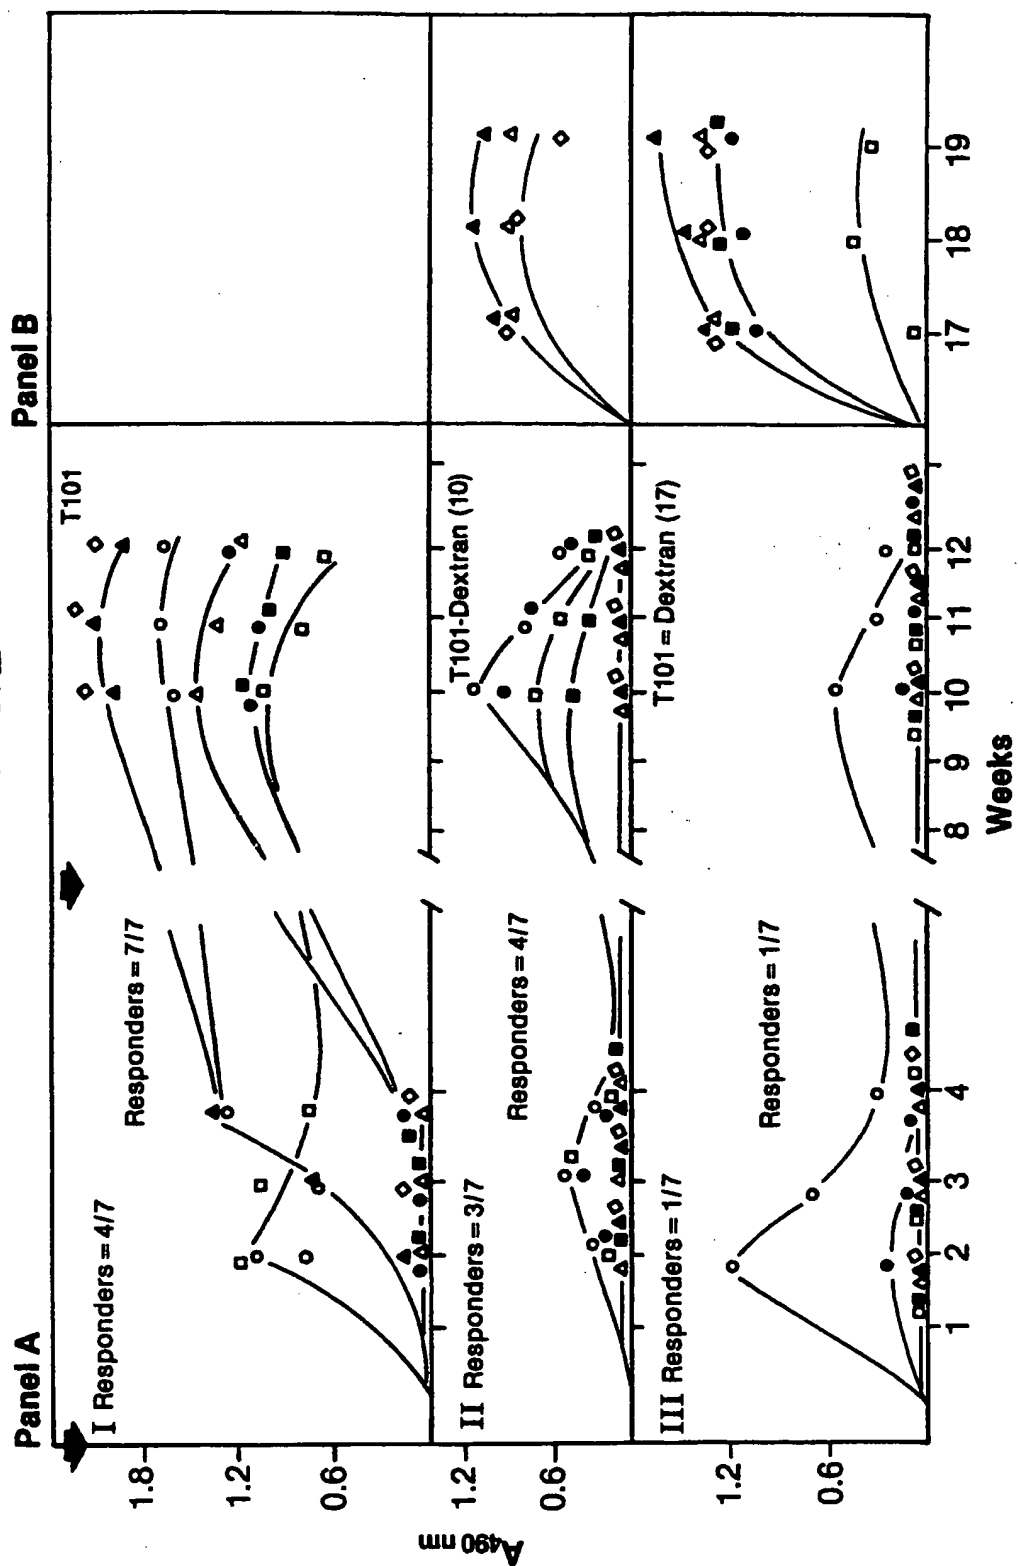 Panel A
Panel B
I Responders = 4/7
Responders = 7/7
T101
1.8
1.2
0.6
II Responders = 3/7
Responders = 4/7
T101-Dextran (10)
1.2
0.6
III Responders = 1/7
Responders = 1/7
T101 = Dextran (17)
1.2
0.6
A490 nm
1 2 3 4 8 9 10 11 12 17 18 19
Weeks